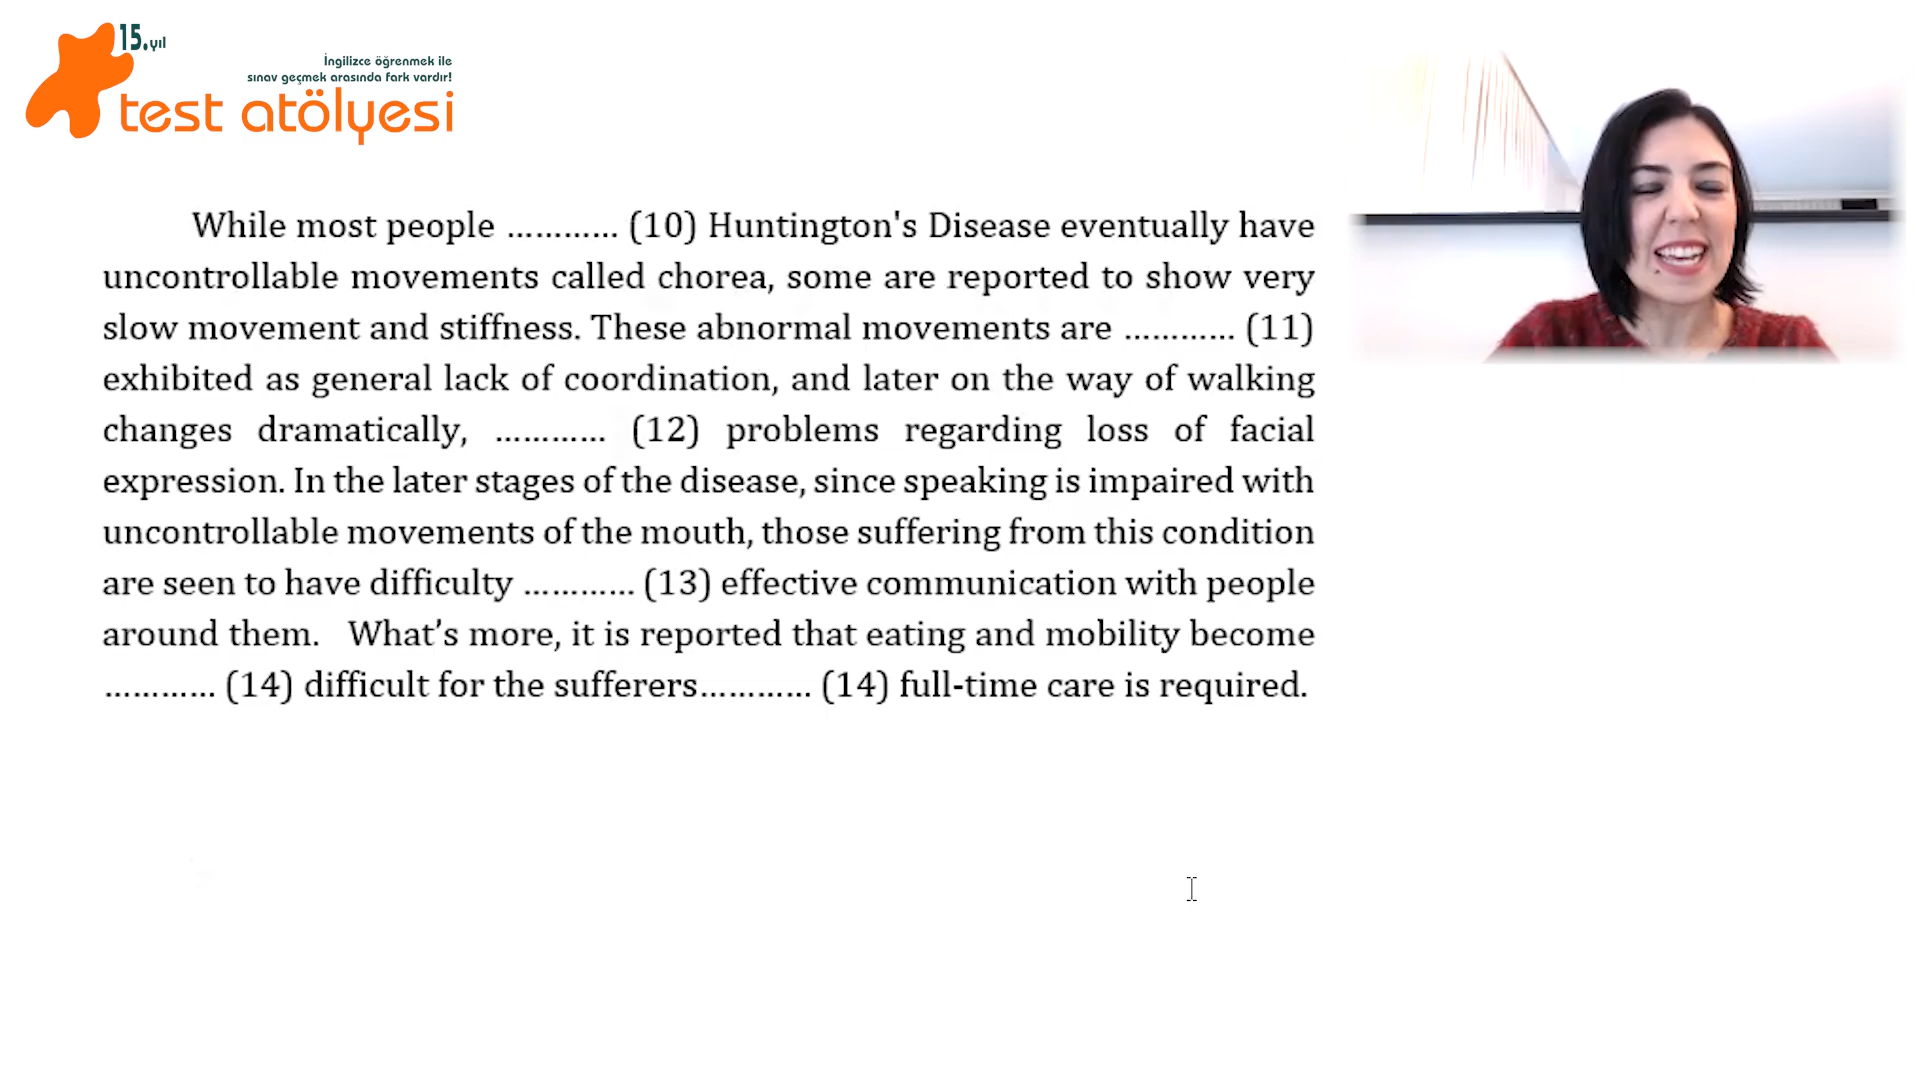 15.yıl
İngilizce öğrenmek ile
sınav geçmek arasında fark vardır!
test atölyesi
While most people ............ (10) Huntington's Disease eventually have
uncontrollable movements called chorea, some are reported to show very
slow movement and stiffness. These abnormal movements are ............ (11)
exhibited as general lack of coordination, and later on the way of walking
changes dramatically, ............ (12) problems regarding loss of facial
expression. In the later stages of the disease, since speaking is impaired with
uncontrollable movements of the mouth, those suffering from this condition
are seen to have difficulty ............ (13) effective communication with people
around them. What's more, it is reported that eating and mobility become
............ (14) difficult for the sufferers............ (14) full-time care is required.